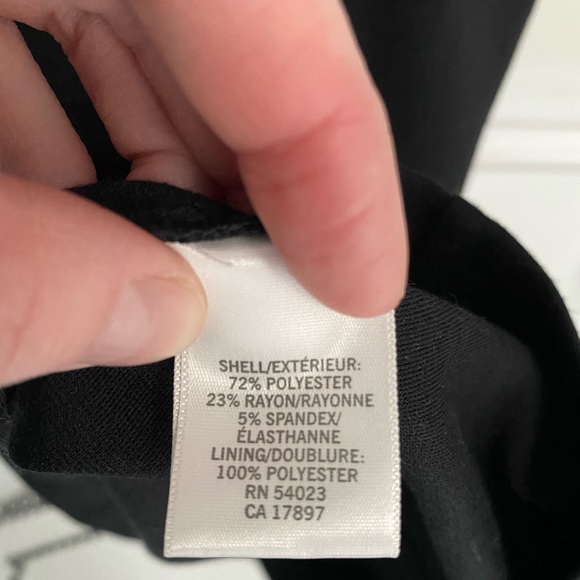 SHELL/EXTÉRIEUR:
72% POLYESTER
23% RAYON/RAYONNE
5% SPANDEX/
ÉLASTHANNE
LINING/DOUBLURE:
100% POLYESTER
RN 54023
CA 17897